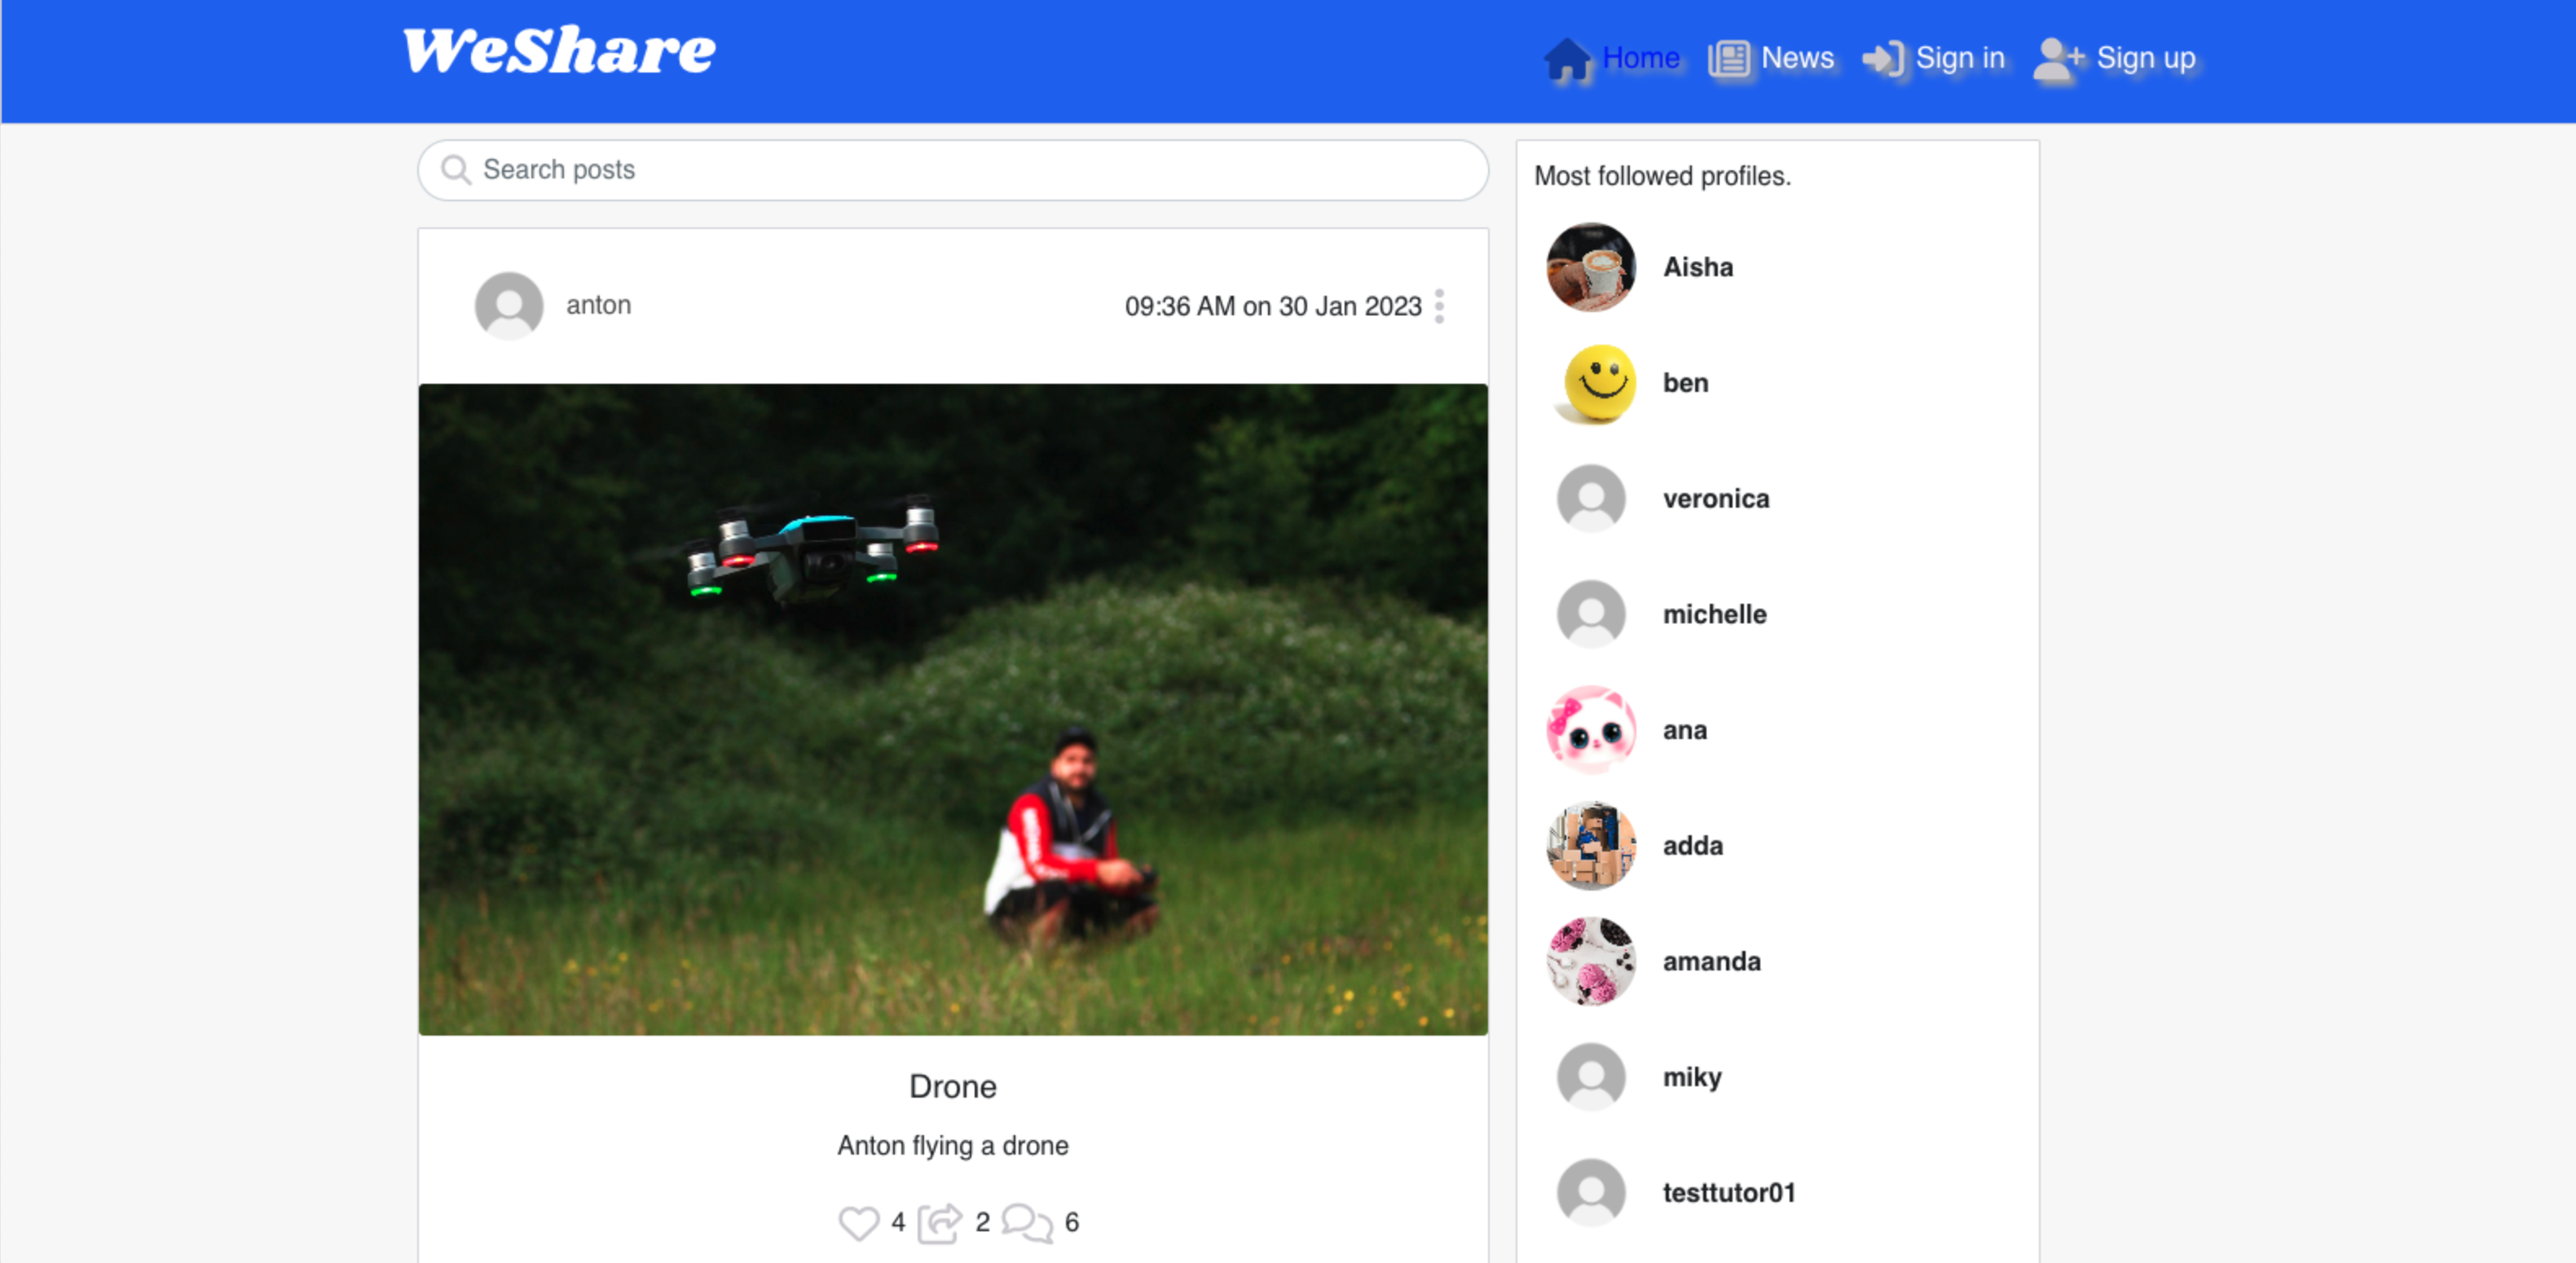 WeShare
Home News Sign in Sign up
Search posts
anton
09:36 AM on 30 Jan 2023
Drone
Anton flying a drone
4 2 6
Most followed profiles.
Aisha
ben
veronica
michelle
ana
adda
amanda
miky
testtutor01